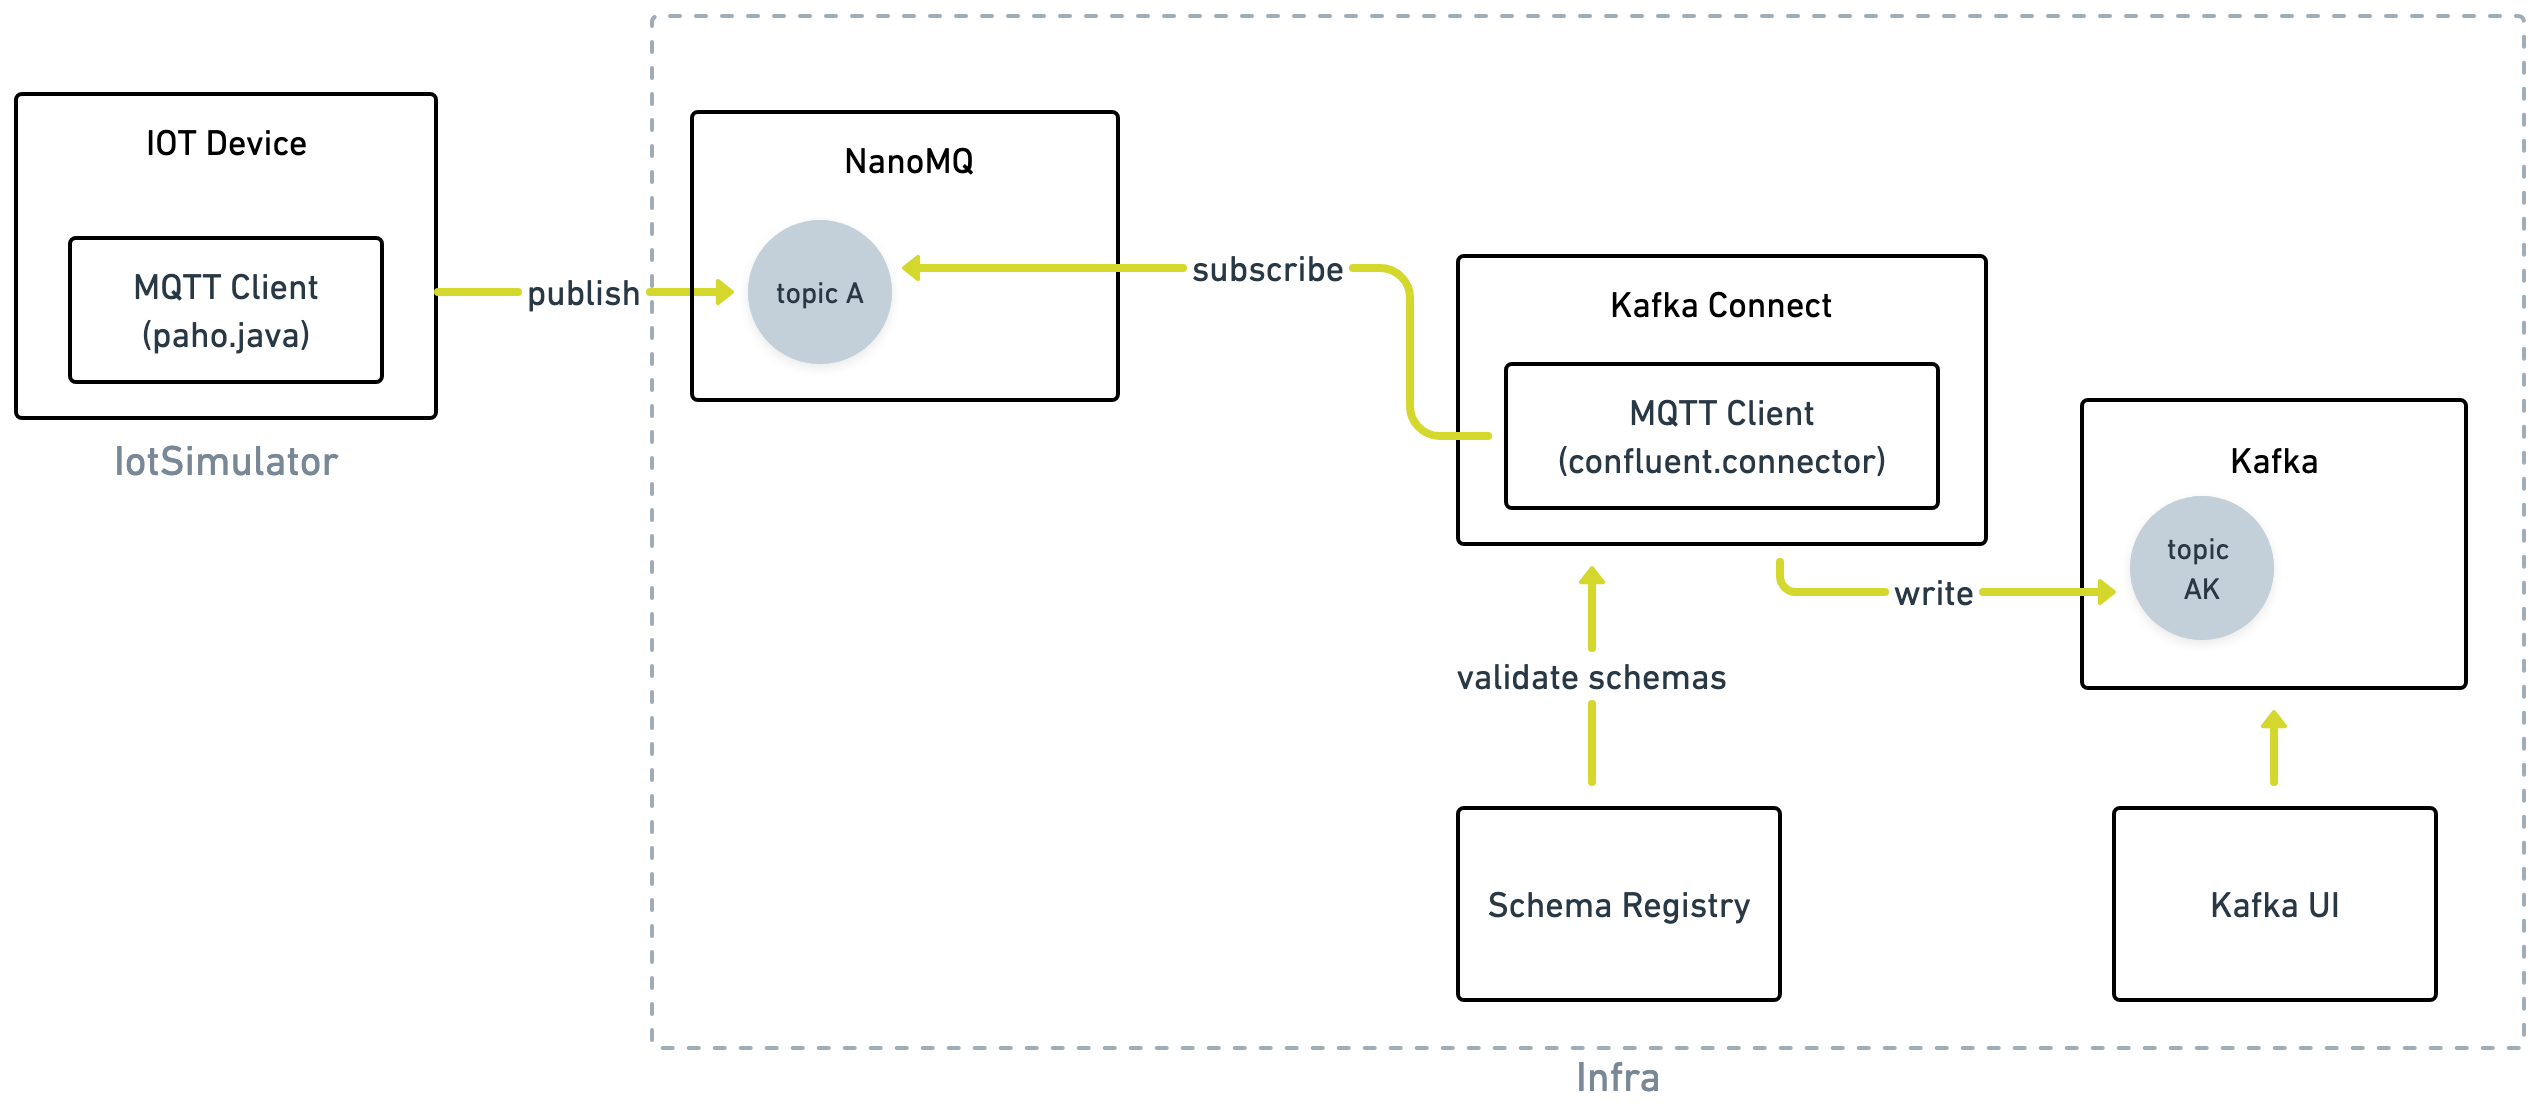 IOT Device
MQTT Client
(paho.java)
IotSimulator
publish
NanoMQ
topic A
subscribe
Kafka Connect
MQTT Client
(confluent.connector)
write
Kafka
topic
AK
validate schemas
Schema Registry
Kafka UI
Infra